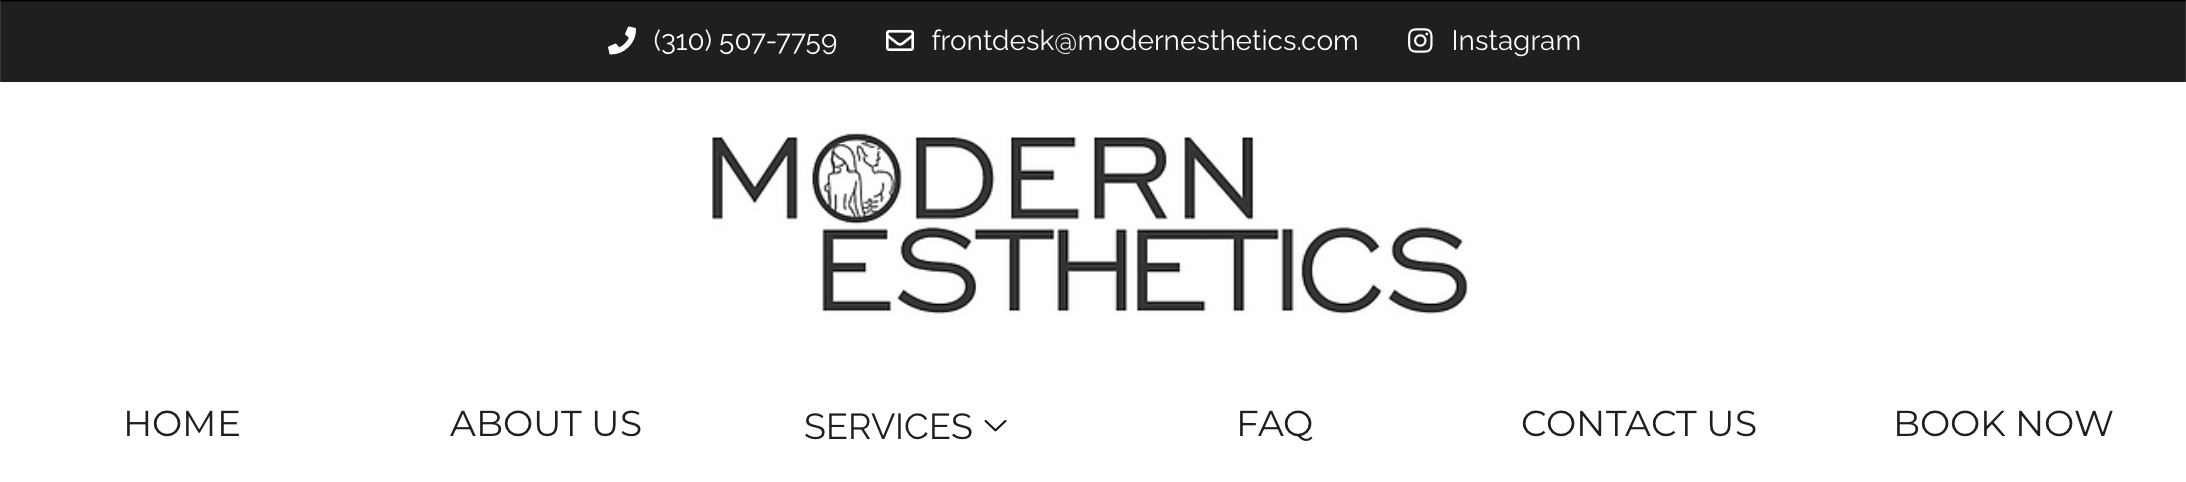 (310) 507-7759 frontdesk@modernesthetics.com Instagram
MODERN
ESTHETICS
HOME ABOUT US SERVICES FAQ CONTACT US BOOK NOW